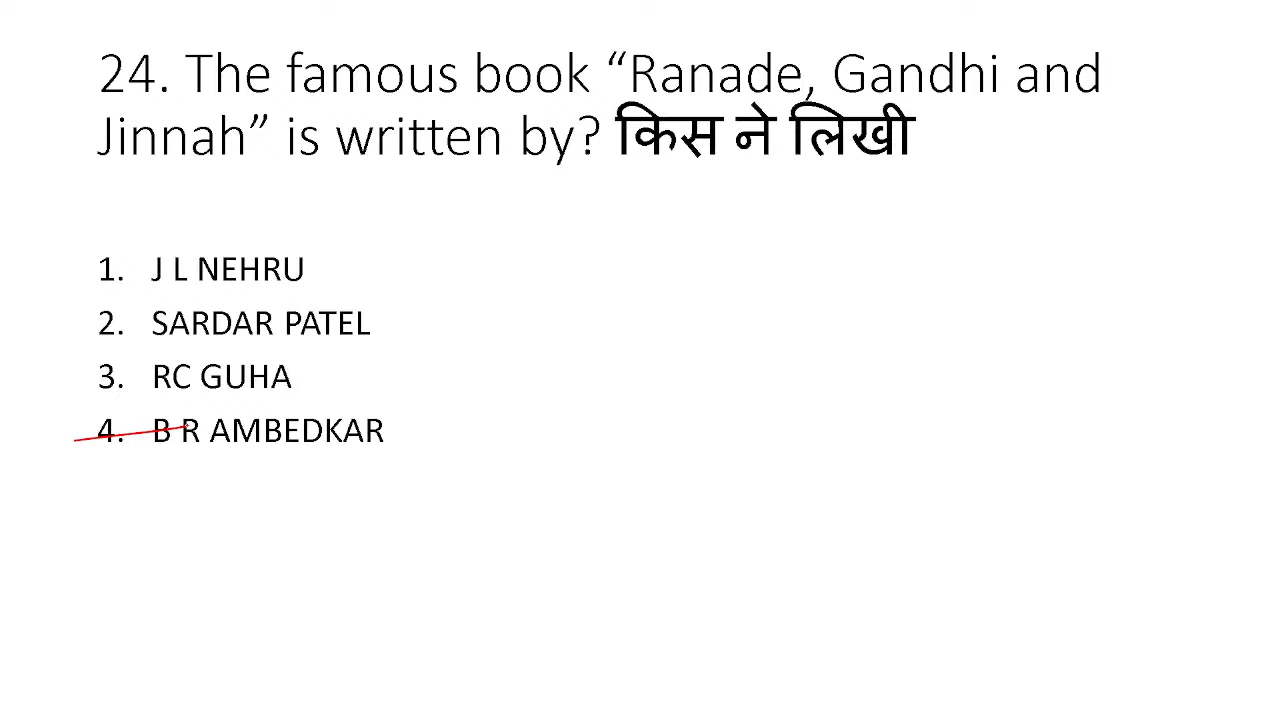 24. The famous book “Ranade, Gandhi and
Jinnah” is written by? किस ने लिखी
1. J L NEHRU
2. SARDAR PATEL
3. RC GUHA
4. B R AMBEDKAR